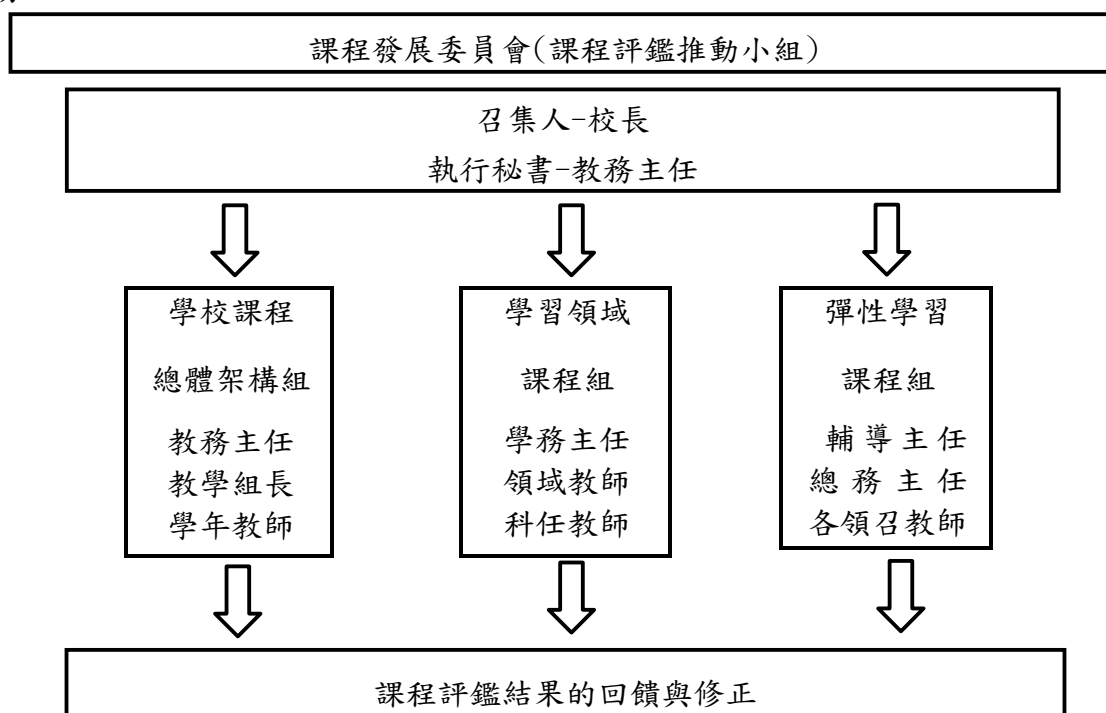 課程發展委員會(課程評鑑推動小組)
召集人-校長
執行秘書-教務主任
學校課程
總體架構組
教務主任
教學組長
學年教師
學習領域
課程組
學務主任
領域教師
科任教師
彈性學習
課程組
輔導主任
總務主任
各領召教師
課程評鑑結果的回饋與修正